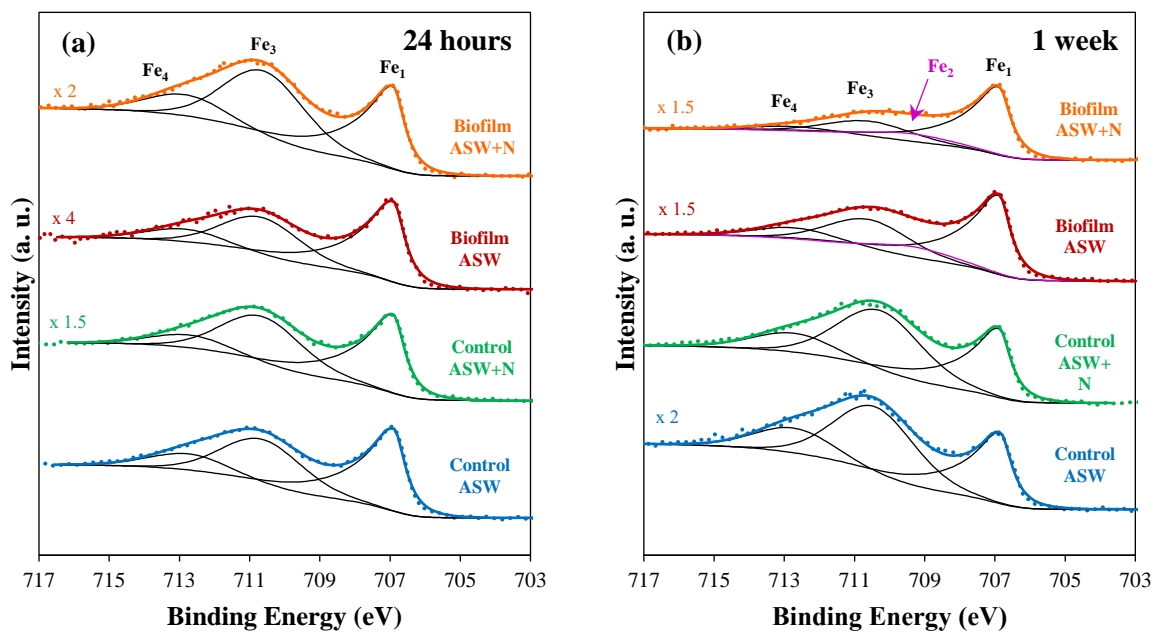 (a)
24 hours
Fe3
Fe4
Fe1
x 2
Biofilm
ASW+N
x 4
Biofilm
ASW
x 1.5
Control
ASW+N
Control
ASW
Intensity (a. u.)
717 715 713 711 709 707 705 703
Binding Energy (eV)
(b)
1 week
Fe2
Fe1
Fe3
Fe4
x 1.5
Biofilm
ASW+N
x 1.5
Biofilm
ASW
Control
ASW+
N
x 2
Control
ASW
Intensity (a. u.)
717 715 713 711 709 707 705 703
Binding Energy (eV)